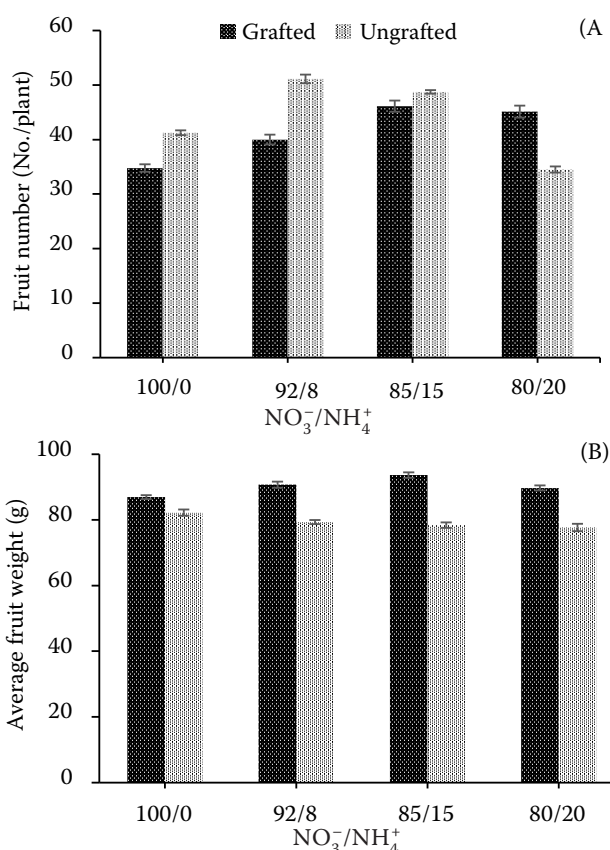 (A
Grafted Ungrafted
Fruit number (No./plant)
60
50
40
30
20
10
0
100/0 92/8 85/15 80/20
NO₃⁻/NH₄⁺
(B)
Average fruit weight (g)
100
80
60
40
20
0
100/0 92/8 85/15 80/20
NO₃⁻/NH₄⁺